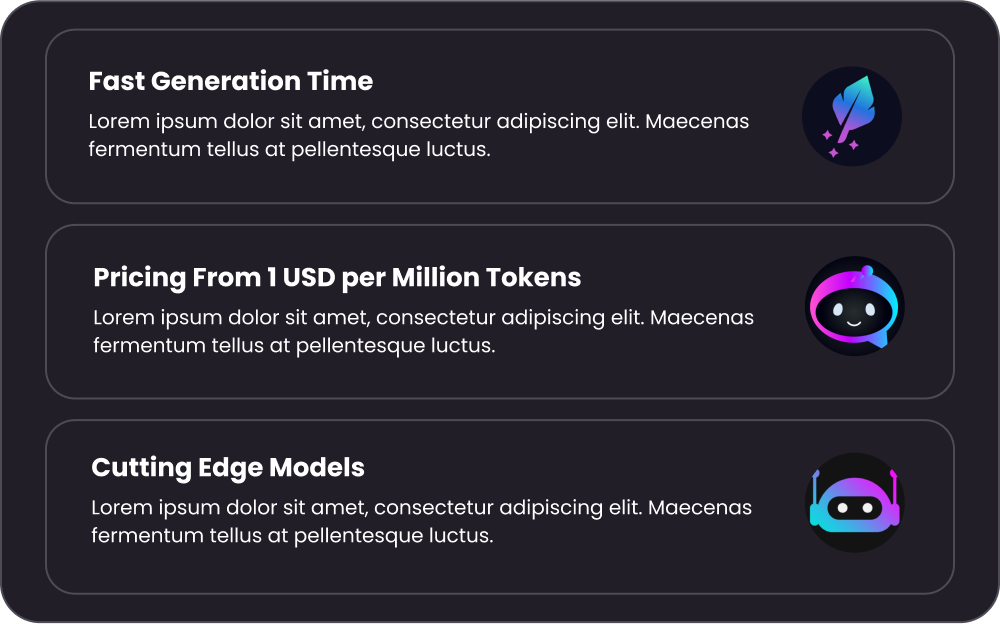 Fast Generation Time
Lorem ipsum dolor sit amet, consectetur adipiscing elit. Maecenas
fermentum tellus at pellentesque luctus.
Pricing From 1 USD per Million Tokens
Lorem ipsum dolor sit amet, consectetur adipiscing elit. Maecenas
fermentum tellus at pellentesque luctus.
Cutting Edge Models
Lorem ipsum dolor sit amet, consectetur adipiscing elit. Maecenas
fermentum tellus at pellentesque luctus.